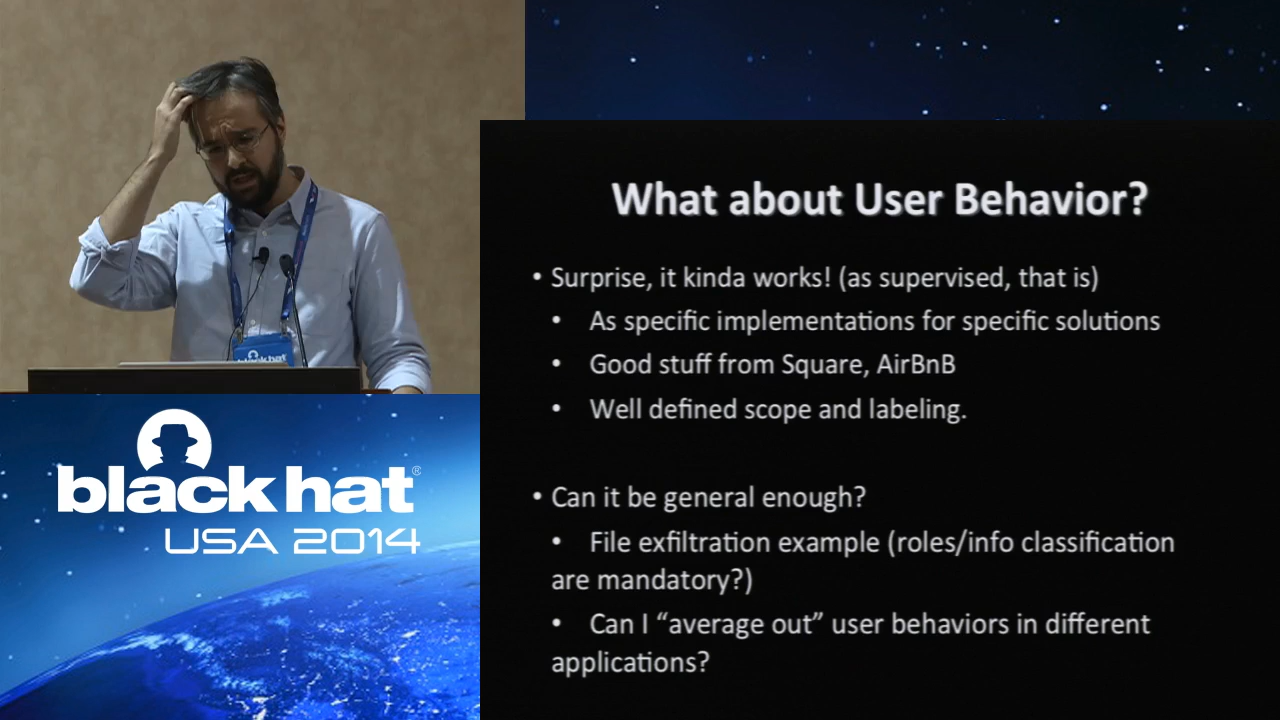 What about User Behavior?
• Surprise, it kinda works! (as supervised, that is)
• As specific implementations for specific solutions
• Good stuff from Square, AirBnB
• Well defined scope and labeling.
• Can it be general enough?
• File exfiltration example (roles/info classification
are mandatory?)
• Can I “average out” user behaviors in different
applications?
black hat
black hat®
USA 2014